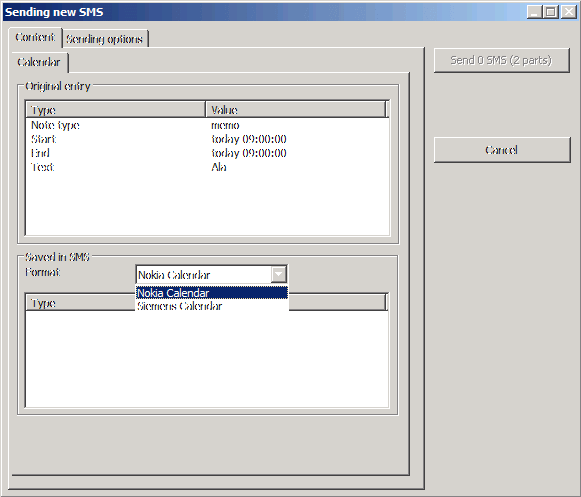 Sending new SMS
Content Sending options
Send 0 SMS (2 parts)
Calendar
Original entry
Type Value
Note type memo
Start today 09:00:00
End today 09:00:00
Text Ala
Cancel
Saved in SMS
Format Nokia Calendar
Nokia Calendar
Siemens Calendar
Type